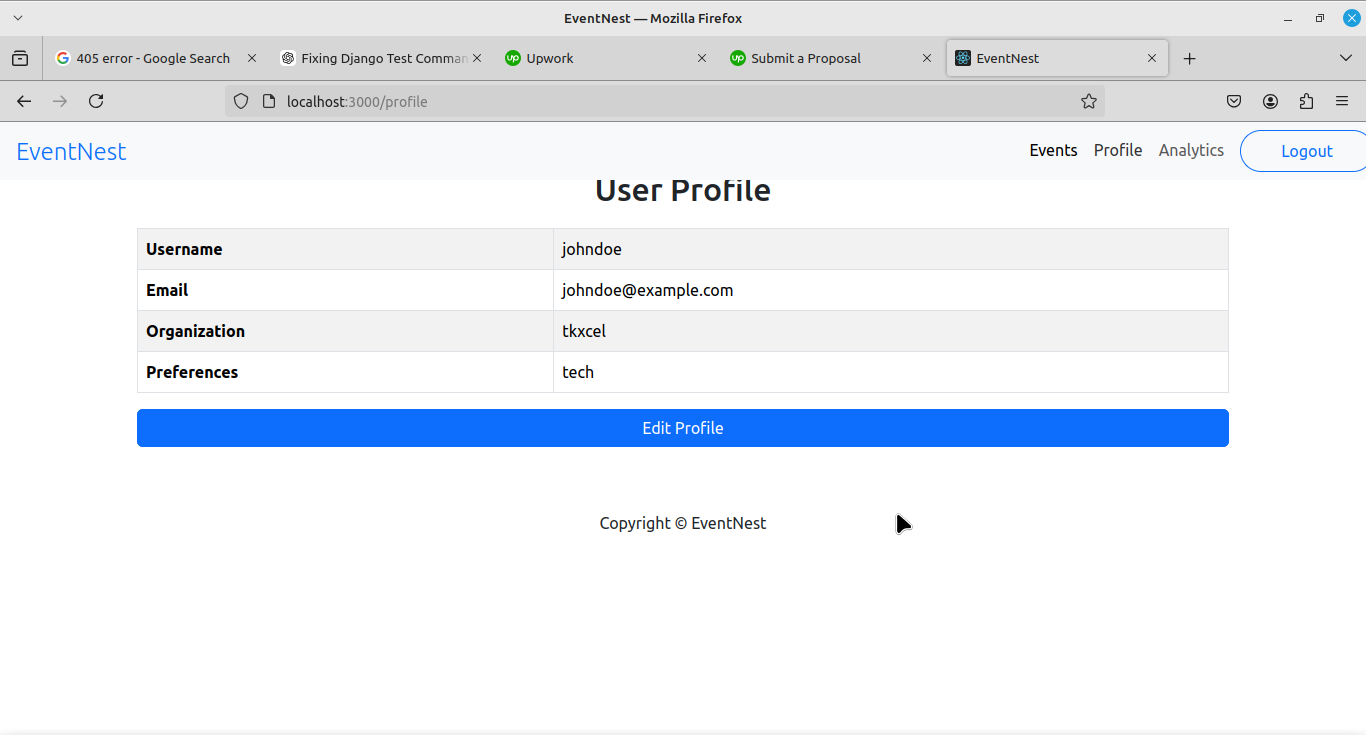 EventNest — Mozilla Firefox
405 error - Google Search
Fixing Django Test Comman
up Upwork
up Submit a Proposal
EventNest
localhost:3000/profile
EventNest
Events Profile Analytics Logout
User Profile
Username johndoe
Email johndoe@example.com
Organization tkxcel
Preferences tech
Edit Profile
Copyright © EventNest